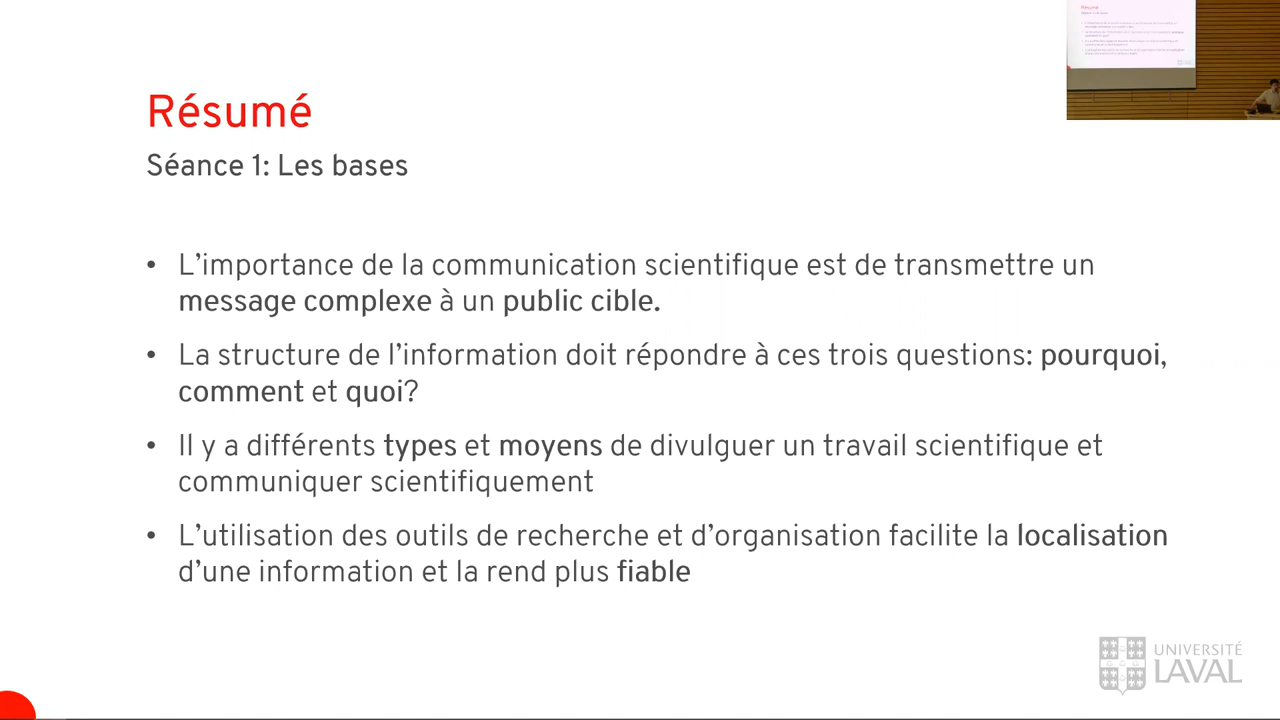 Résumé
Séance 1: Les bases
• L’importance de la communication scientifique est de transmettre un
message complexe à un public cible.
• La structure de l’information doit répondre à ces trois questions: pourquoi,
comment et quoi?
• Il y a différents types et moyens de divulguer un travail scientifique et
communiquer scientifiquement
• L’utilisation des outils de recherche et d’organisation facilite la localisation
d’une information et la rend plus fiable
UNIVERSITÉ
LAVAL